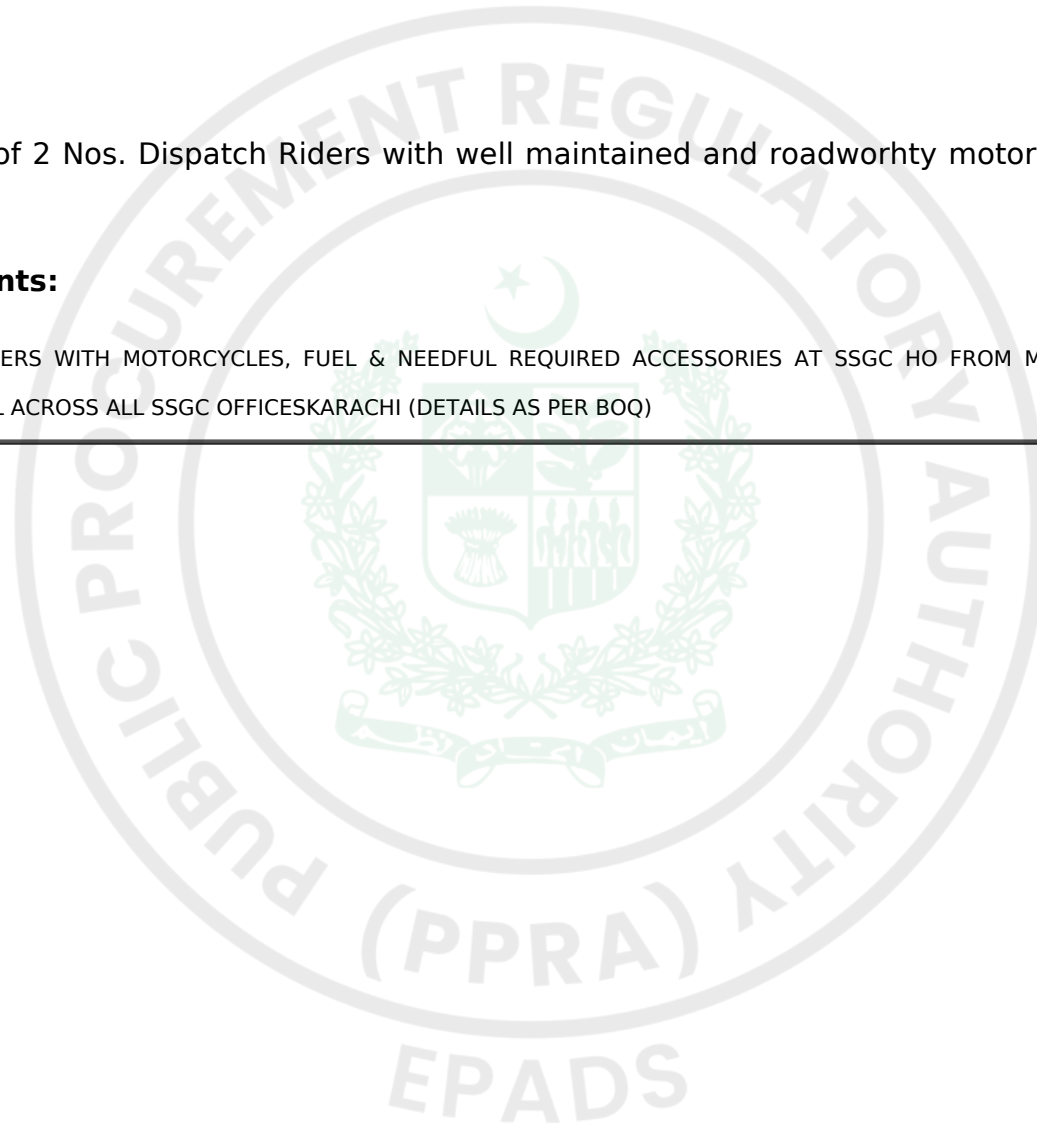 of 2 Nos. Dispatch Riders with well maintained and roadworhty motor
nts:
ERS WITH MOTORCYCLES, FUEL & NEEDFUL REQUIRED ACCESSORIES AT SSGC HO FROM M
L ACROSS ALL SSGC OFFICESKARACHI (DETAILS AS PER BOQ)
PUBLIC PROCUREMENT REGULATORY AUTHORITY
(PPRA)
EPADS